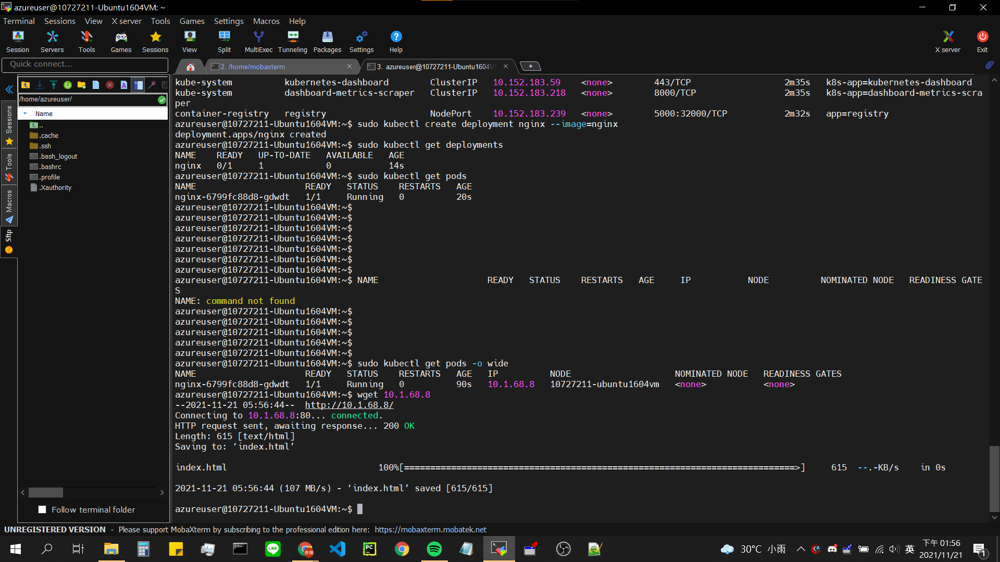 azureuser@10727211-Ubuntu1604VM: ~
Terminal Sessions View X server Tools Games Settings Macros Help
Session Servers Tools Games Sessions View Split MultiExec Tunneling Packages Settings Help X server Exit
Quick connect...
2. /home/mobaxterm
3. azureuser@10727211-Ubuntu1604V
/home/azureuser/
Name
..
.cache
.ssh
.bash_logout
.bashrc
.profile
.Xauthority
Sessions
Tools
Macros
Sftp
Follow terminal folder
kube-system kubernetes-dashboard ClusterIP 10.152.183.59 <none> 443/TCP 2m35s k8s-app=kubernetes-dashboard
kube-system dashboard-metrics-scraper ClusterIP 10.152.183.218 <none> 8000/TCP 2m35s k8s-app=dashboard-metrics-scra
per
container-registry registry NodePort 10.152.183.239 <none> 5000:32000/TCP 2m32s app=registry
azureuser@10727211-Ubuntu1604VM:~$ sudo kubectl create deployment nginx --image=nginx
deployment.apps/nginx created
azureuser@10727211-Ubuntu1604VM:~$ sudo kubectl get deployments
NAME READY UP-TO-DATE AVAILABLE AGE
nginx 0/1 1 0 14s
azureuser@10727211-Ubuntu1604VM:~$ sudo kubectl get pods
NAME READY STATUS RESTARTS AGE
nginx-6799fc88d8-gdwdt 1/1 Running 0 20s
azureuser@10727211-Ubuntu1604VM:~$
azureuser@10727211-Ubuntu1604VM:~$
azureuser@10727211-Ubuntu1604VM:~$
azureuser@10727211-Ubuntu1604VM:~$
azureuser@10727211-Ubuntu1604VM:~$
azureuser@10727211-Ubuntu1604VM:~$
azureuser@10727211-Ubuntu1604VM:~$
azureuser@10727211-Ubuntu1604VM:~$ NAME READY STATUS RESTARTS AGE IP NODE NOMINATED NODE READINESS GATE
S
NAME: command not found
azureuser@10727211-Ubuntu1604VM:~$
azureuser@10727211-Ubuntu1604VM:~$
azureuser@10727211-Ubuntu1604VM:~$
azureuser@10727211-Ubuntu1604VM:~$
azureuser@10727211-Ubuntu1604VM:~$
azureuser@10727211-Ubuntu1604VM:~$ sudo kubectl get pods -o wide
NAME READY STATUS RESTARTS AGE IP NODE NOMINATED NODE READINESS GATES
nginx-6799fc88d8-gdwdt 1/1 Running 0 90s 10.1.68.8 10727211-ubuntu1604vm <none> <none>
azureuser@10727211-Ubuntu1604VM:~$ wget 10.1.68.8
--2021-11-21 05:56:44-- http://10.1.68.8/
Connecting to 10.1.68.8:80... connected.
HTTP request sent, awaiting response... 200 OK
Length: 615 [text/html]
Saving to: ‘index.html’
index.html 100%[===========================================================================>] 615 --.-KB/s in 0s
2021-11-21 05:56:44 (107 MB/s) - ‘index.html’ saved [615/615]
azureuser@10727211-Ubuntu1604VM:~$
UNREGISTERED VERSION - Please support MobaXterm by subscribing to the professional edition here: https://mobaxterm.mobatek.net
30°C 小雨 英 下午 01:56
2021/11/21
1